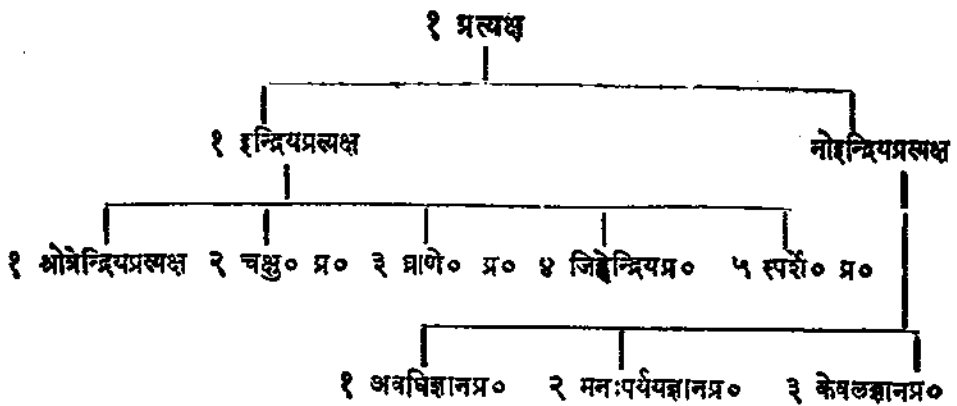 १ प्रत्यक्ष
१ इन्द्रियप्रत्यक्ष नोइन्द्रियप्रत्यक्ष
१ श्रोत्रेन्द्रियप्रत्यक्ष २ चक्षु० प्र० ३ घ्राणे० प्र० ४ जिह्वेन्द्रियप्र० ५ स्पर्शे० प्र०
१ अवधिज्ञानप्र० २ मनःपर्ययज्ञानप्र० ३ केवलज्ञानप्र०